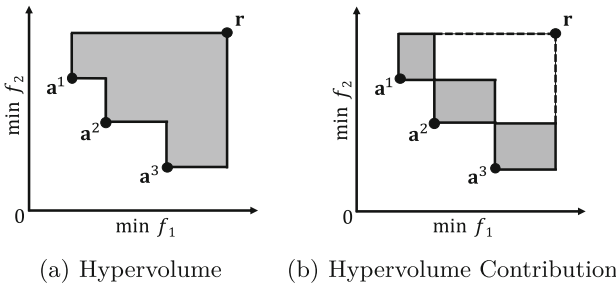 r
a¹
a²
a³
min f₂
0
min f₁
(a) Hypervolume
r
a¹
a²
a³
min f₂
0
min f₁
(b) Hypervolume Contribution